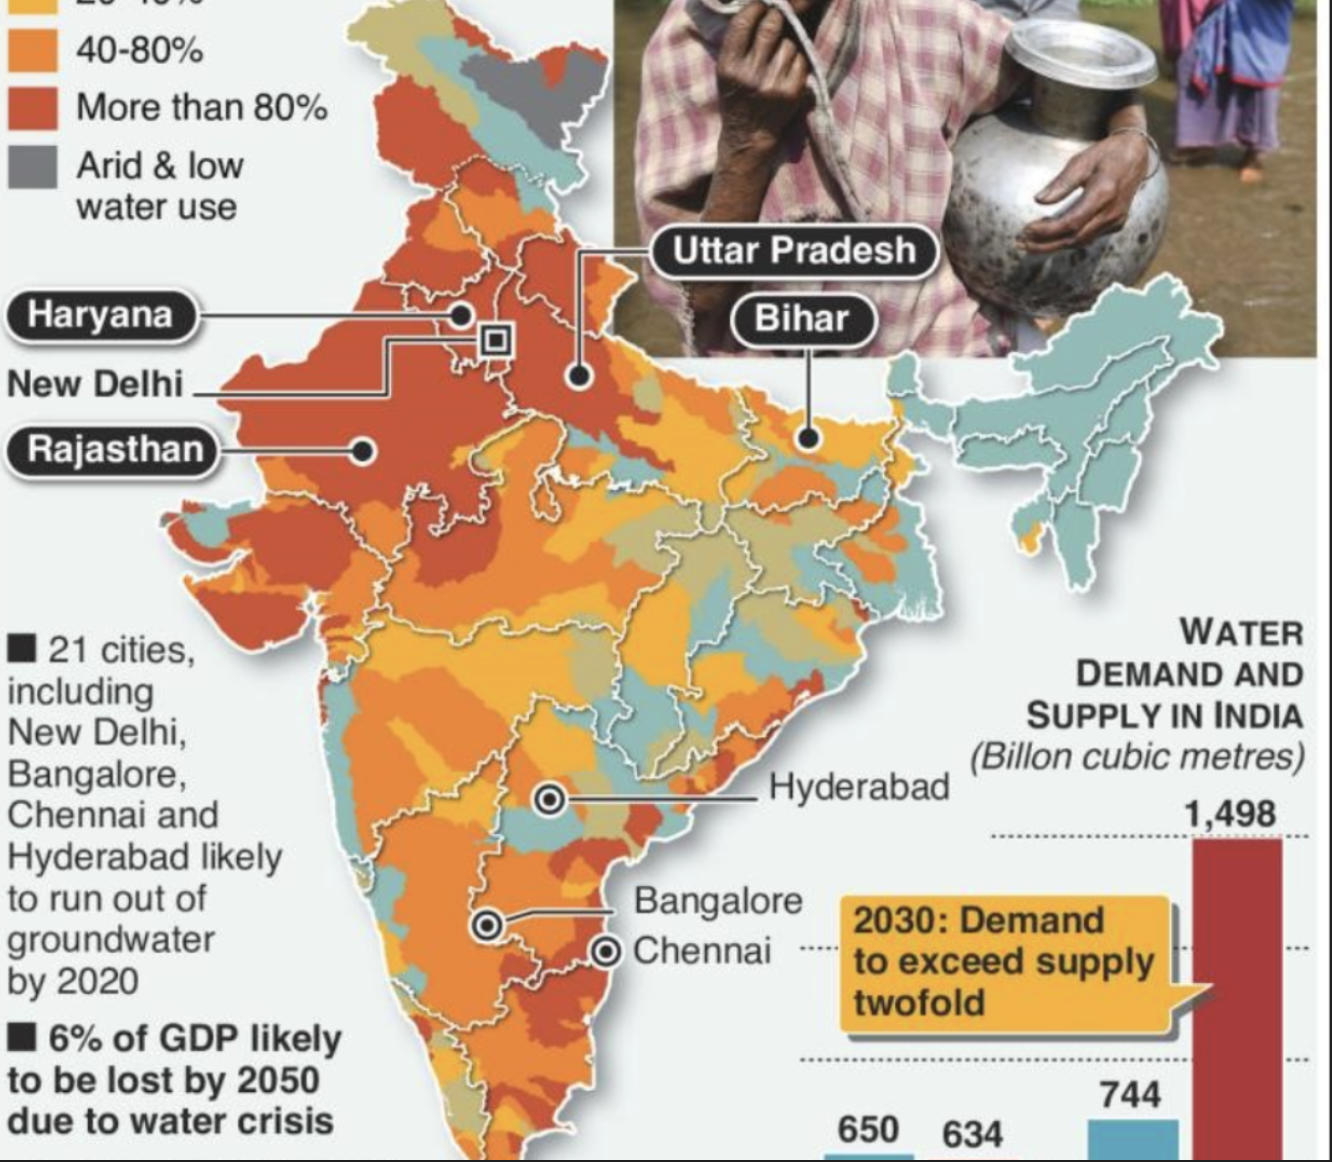 40-80%
More than 80%
Arid & low
water use
Uttar Pradesh
Haryana
Bihar
New Delhi
Rajasthan
■ 21 cities,
including
New Delhi,
Bangalore,
Chennai and
Hyderabad likely
to run out of
groundwater
by 2020
■ 6% of GDP likely
to be lost by 2050
due to water crisis
Hyderabad
Bangalore
Chennai
WATER
DEMAND AND
SUPPLY IN INDIA
(Billon cubic metres)
1,498
2030: Demand
to exceed supply
twofold
744
650 634